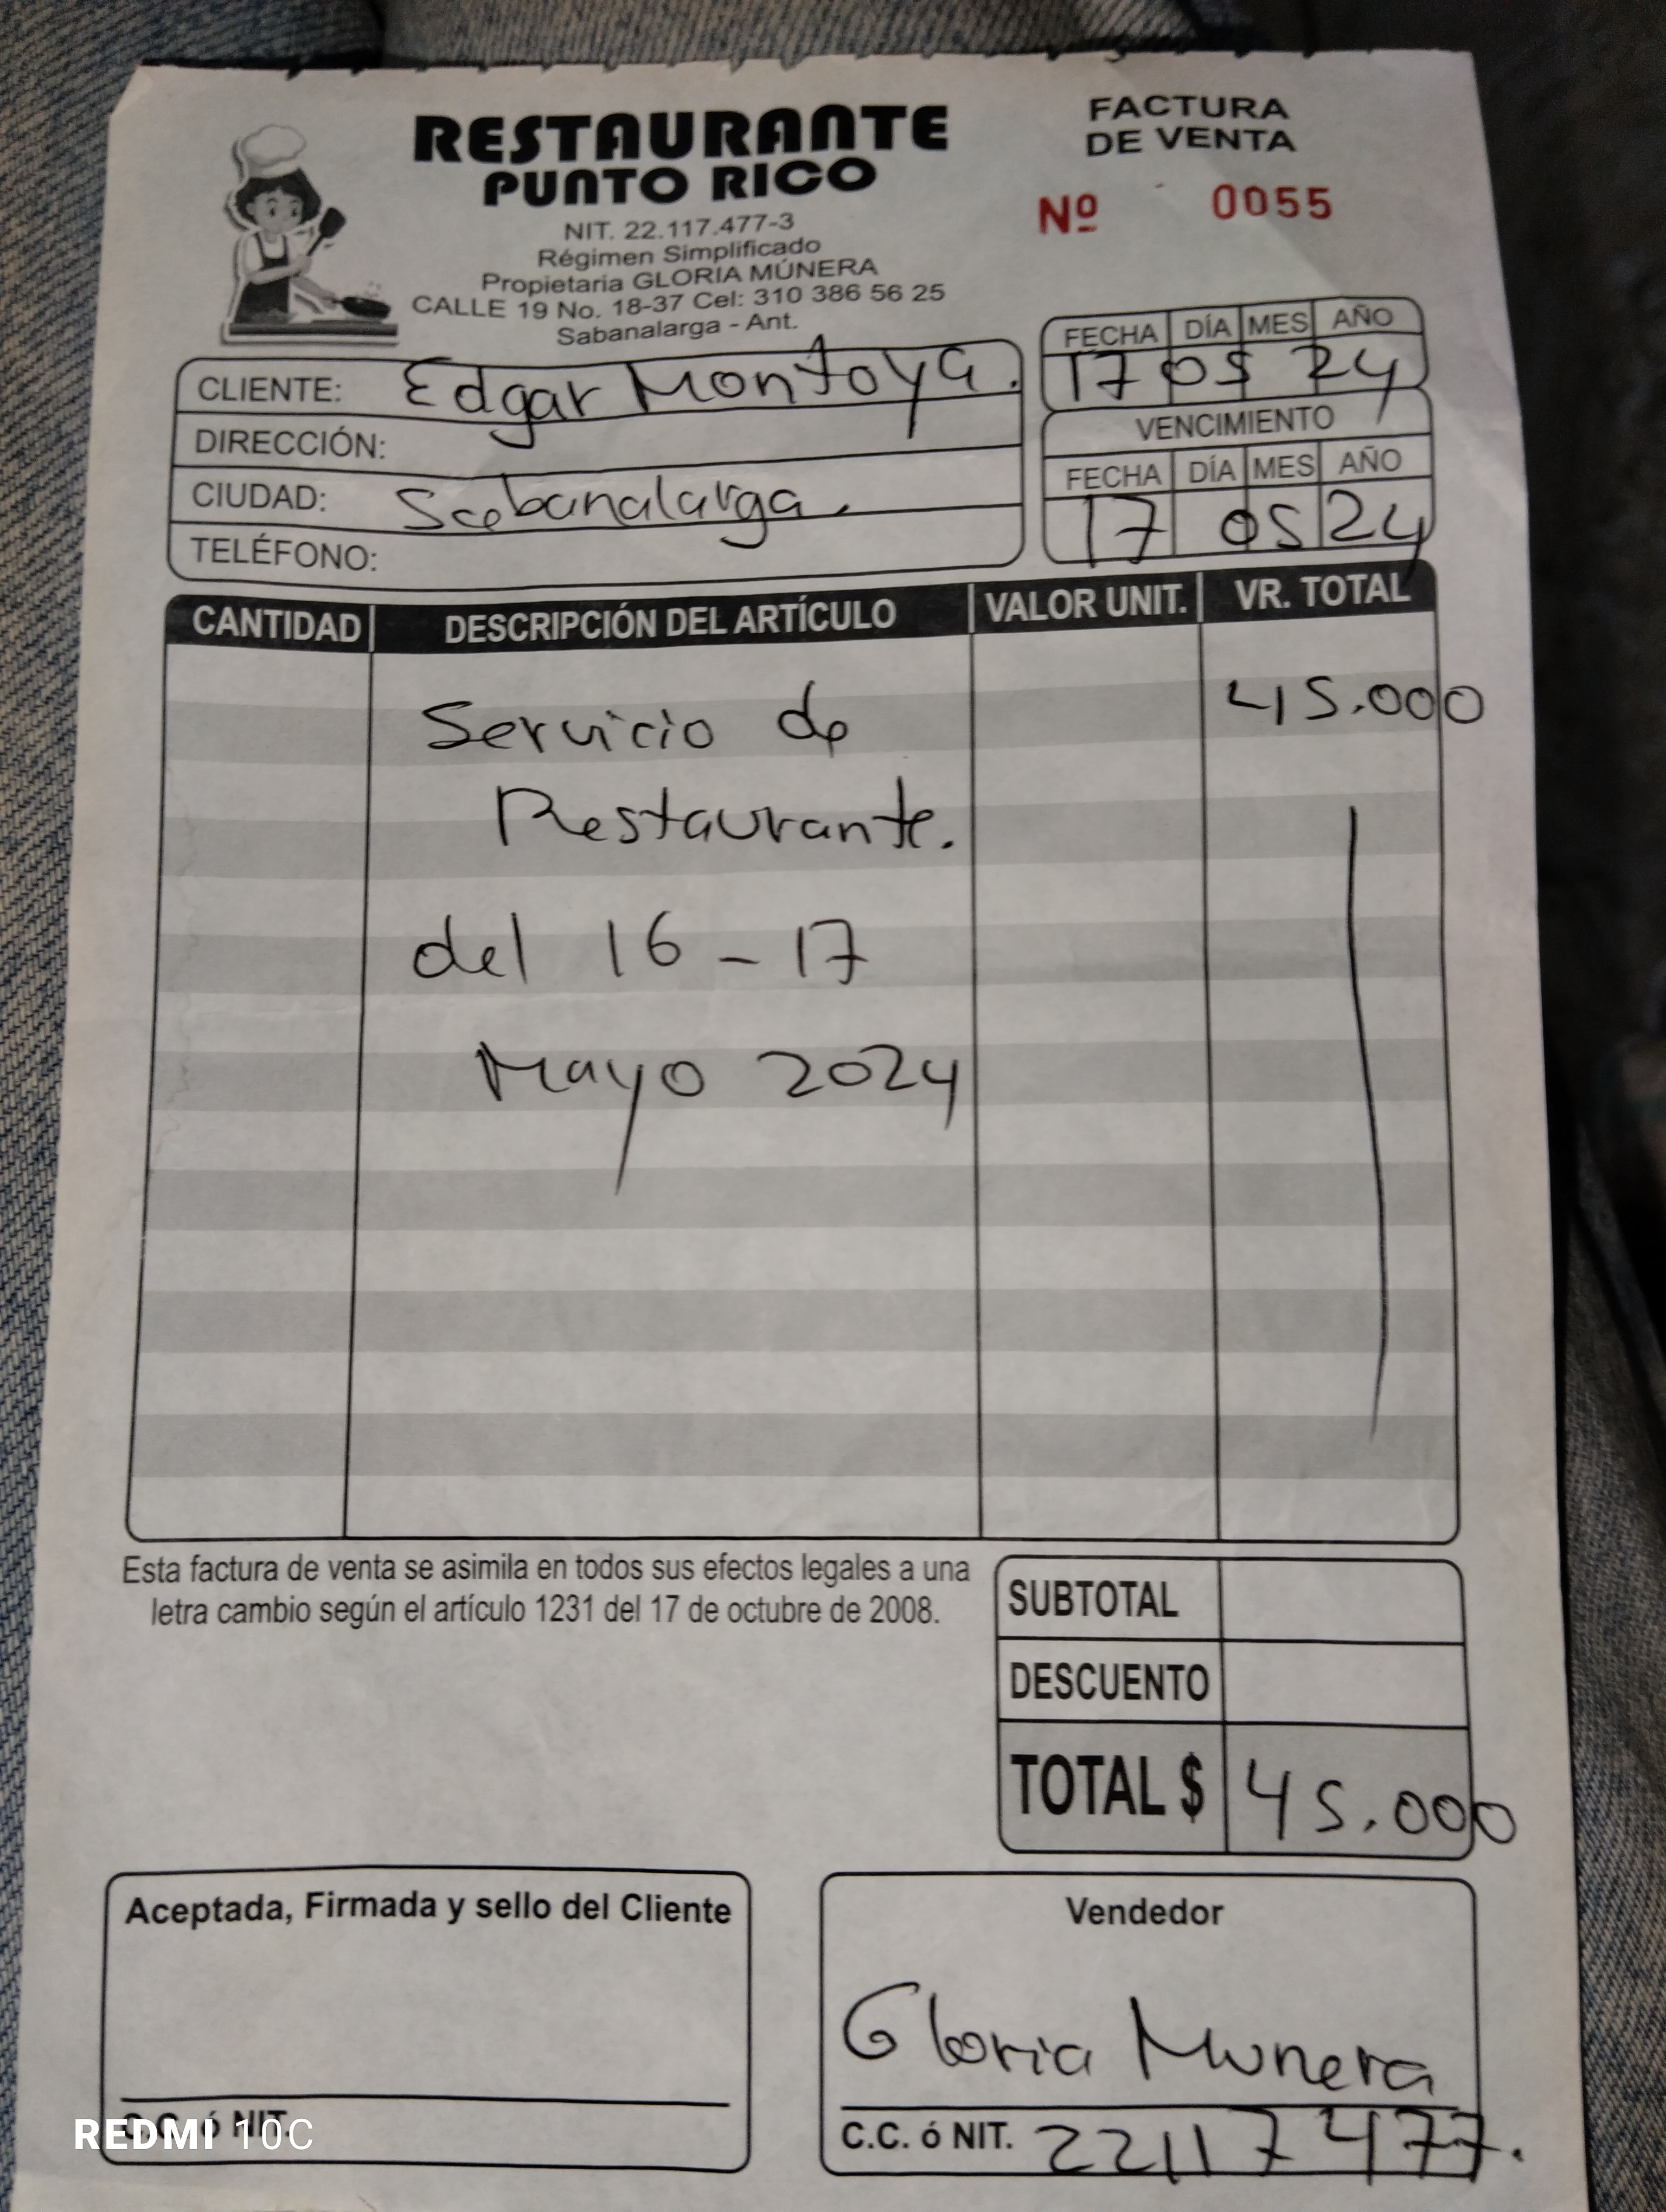 RESTAURANTE
PUNTO RICO
NIT. 22.117.477-3
Régimen Simplificado
Propietaria GLORIA MÚNERA
CALLE 19 No. 18-37 Cel: 310 386 56 25
Sabanalarga - Ant.
FACTURA
DE VENTA
Nº 0055
FECHA DÍA MES AÑO
17 05 24
VENCIMIENTO
FECHA DÍA MES AÑO
17 05 24
CLIENTE: Edgar Montoya.
DIRECCIÓN:
CIUDAD: Sabanalarga.
TELÉFONO:
CANTIDAD DESCRIPCIÓN DEL ARTÍCULO VALOR UNIT. VR. TOTAL
Servicio de 45.000
Restaurante.
del 16 - 17
Mayo 2024
Esta factura de venta se asimila en todos sus efectos legales a una
letra cambio según el artículo 1231 del 17 de octubre de 2008.
SUBTOTAL
DESCUENTO
TOTAL $ 45.000
Aceptada, Firmada y sello del Cliente
C.C. ó NIT.
Vendedor
Gloria Munera
C.C. ó NIT. 22117477.
REDMI 10C